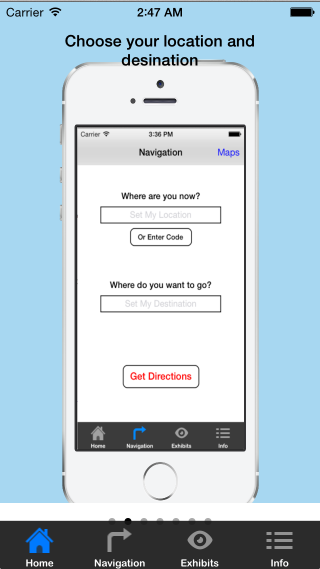 Carrier 2:47 AM
Choose your location and
desination
Carrier 3:36 PM
Navigation Maps
Where are you now?
Set My Location
Or Enter Code
Where do you want to go?
Set My Destination
Get Directions
Home Navigation Exhibits Info
Home Navigation Exhibits Info